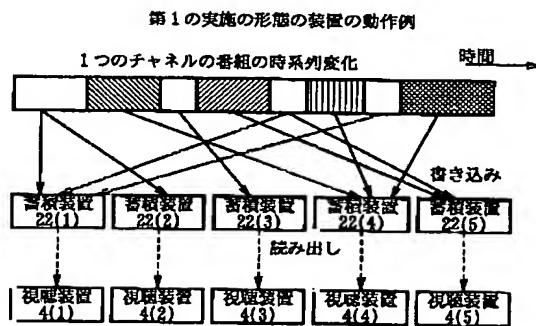 第1の実施の形態の装置の動作例
1つのチャネルの番組の時系列変化
時間
書き込み
蓄積装置 蓄積装置 蓄積装置 蓄積装置 蓄積装置
22(1) 22(2) 22(3) 22(4) 22(5)
読み出し
視聴装置 視聴装置 視聴装置 視聴装置 視聴装置
4(1) 4(2) 4(3) 4(4) 4(5)